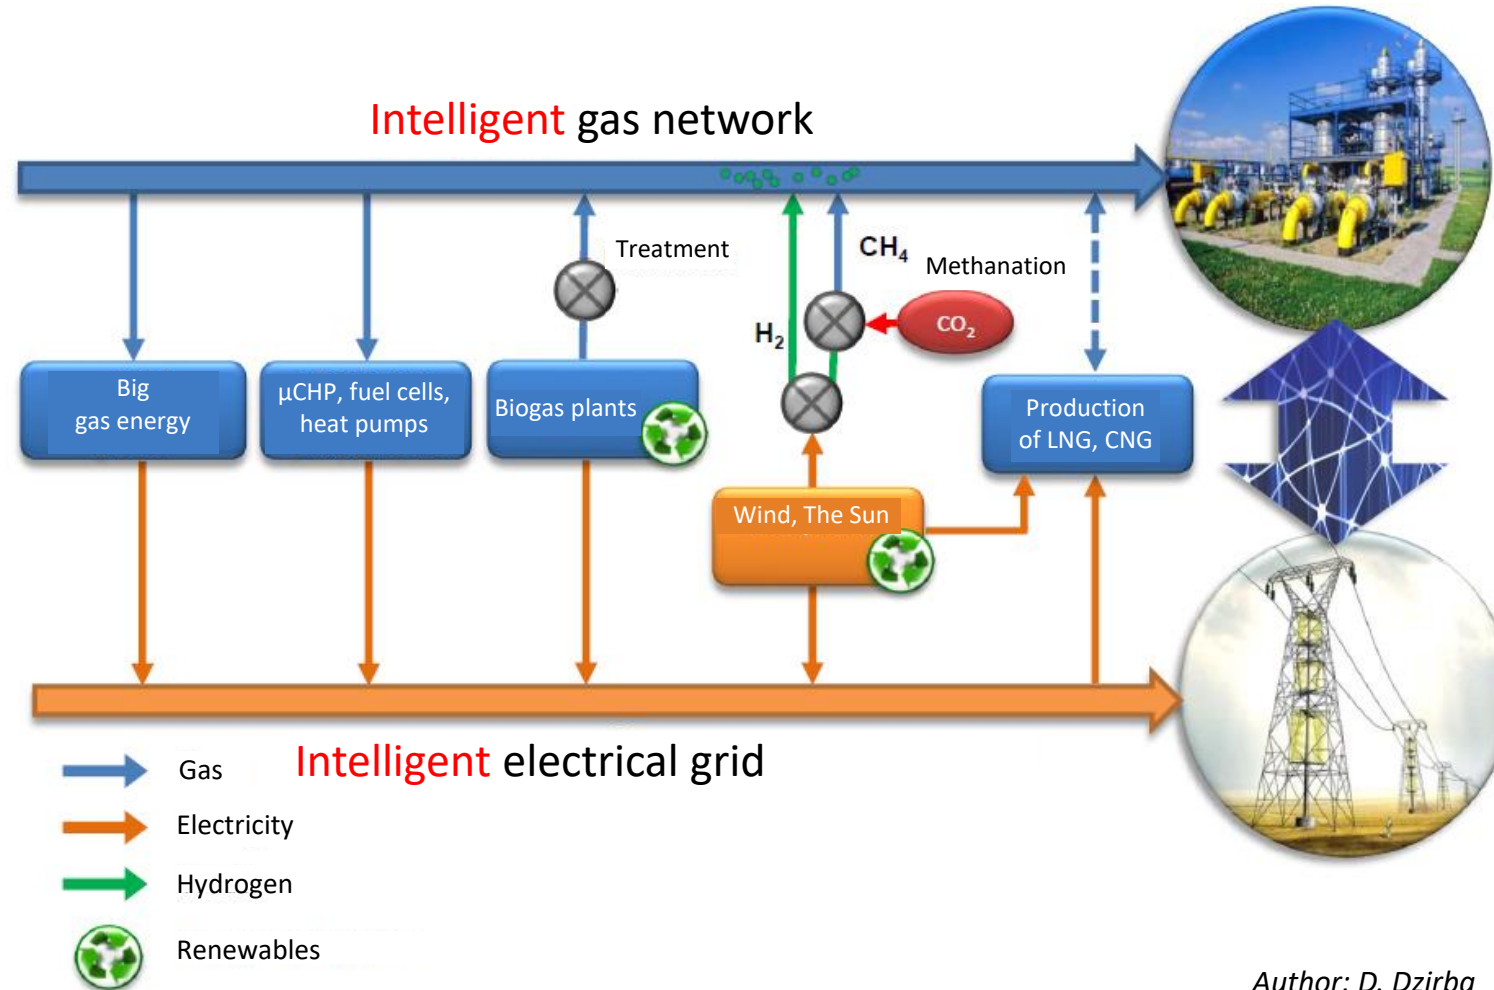 Intelligent gas network
Treatment
CH₄
Methanation
H₂
CO₂
Big
gas energy
µCHP, fuel cells,
heat pumps
Biogas plants
Production
of LNG, CNG
Wind, The Sun
Intelligent electrical grid
Gas
Electricity
Hydrogen
Renewables
Author: D. Dzirba